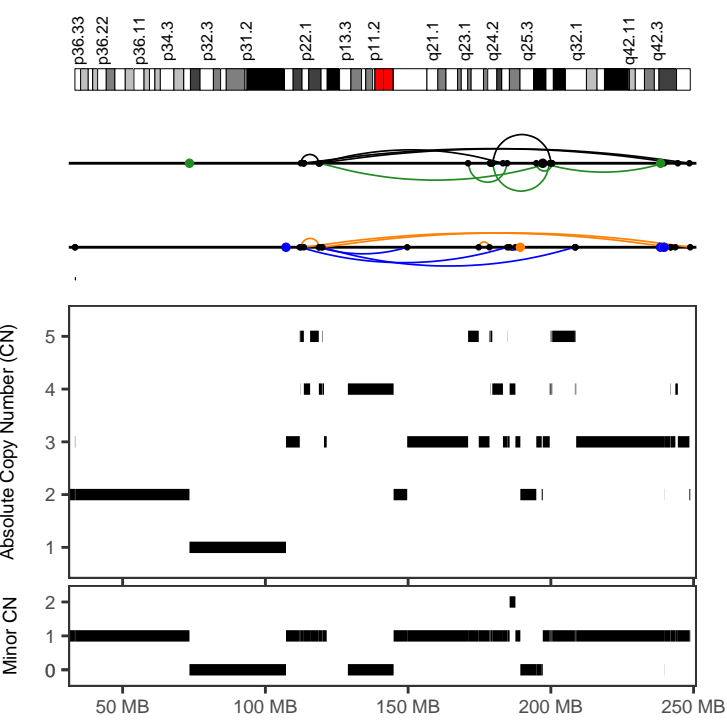 p36.33 p36.22 p36.11 p34.3 p32.3 p31.2 p22.1 p13.3 p11.2 q21.1 q23.1 q24.2 q25.3 q32.1 q42.11 q42.3
Absolute Copy Number (CN)
5
4
3
2
1
Minor CN
2
1
0
50 MB 100 MB 150 MB 200 MB 250 MB